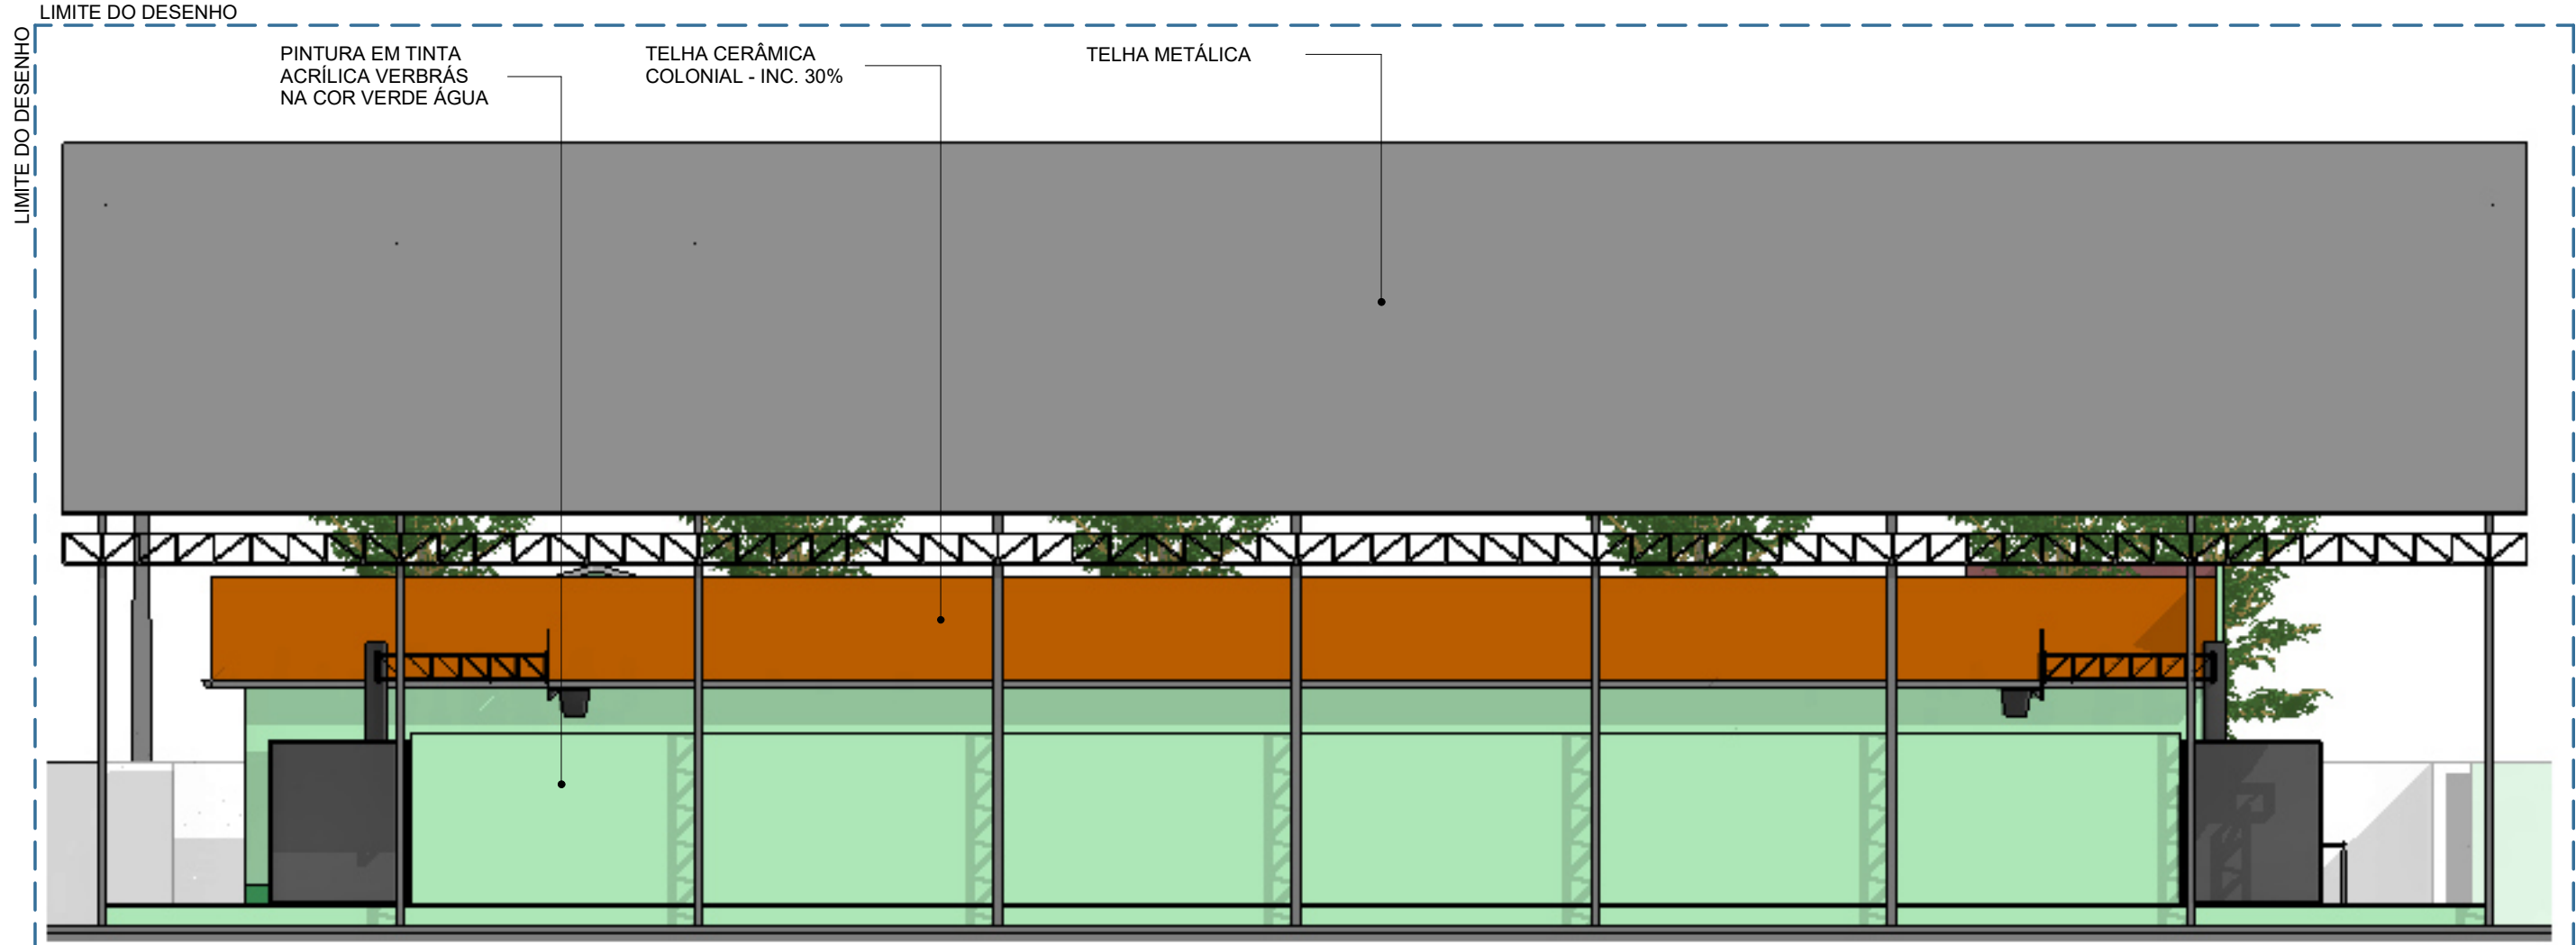 LIMITE DO DESENHO
LIMITE DO DESENHO
PINTURA EM TINTA
ACRÍLICA VERBRÁS
NA COR VERDE ÁGUA
TELHA CERÂMICA
COLONIAL - INC. 30%
TELHA METÁLICA